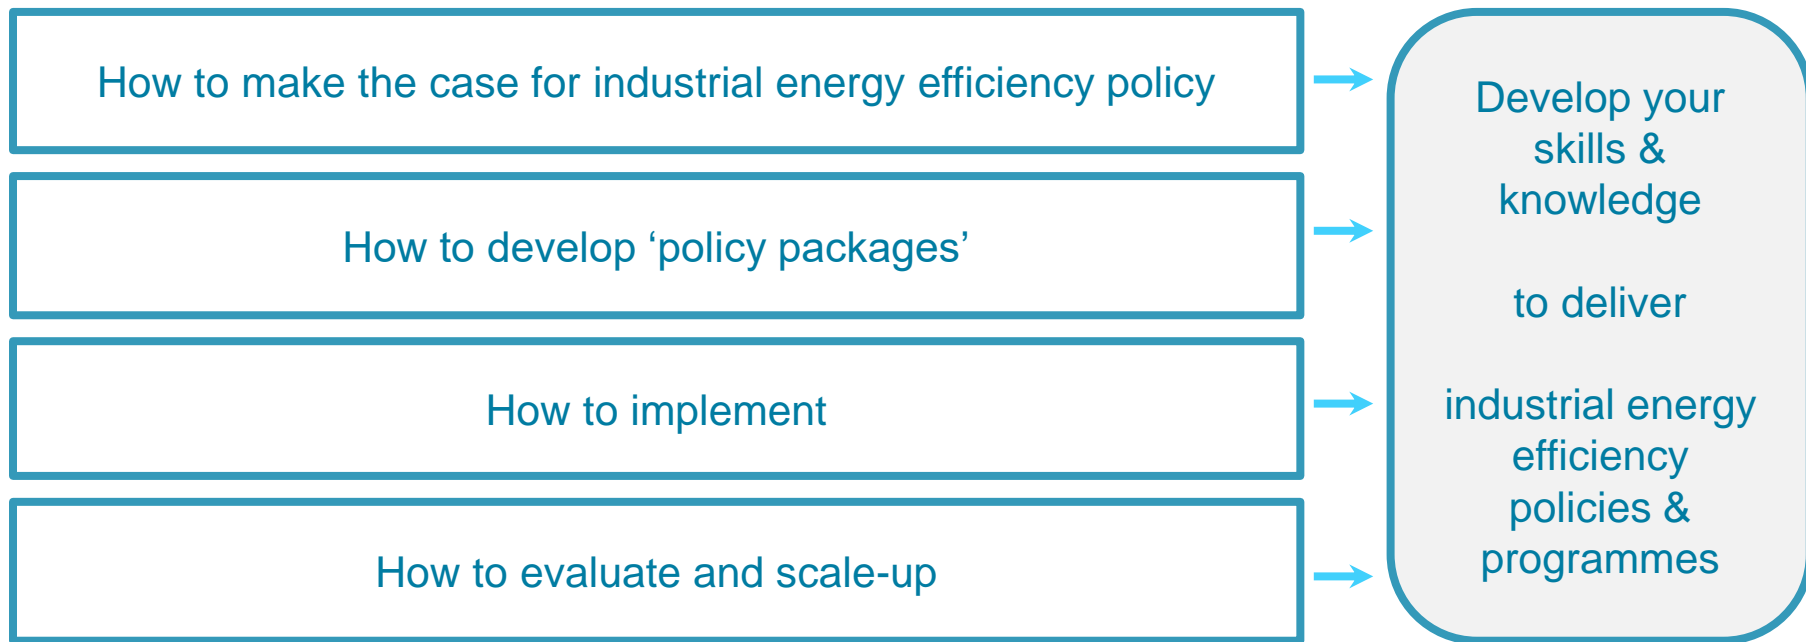 How to make the case for industrial energy efficiency policy
How to develop ‘policy packages’
How to implement
How to evaluate and scale-up
Develop your
skills &
knowledge
to deliver
industrial energy
efficiency
policies &
programmes